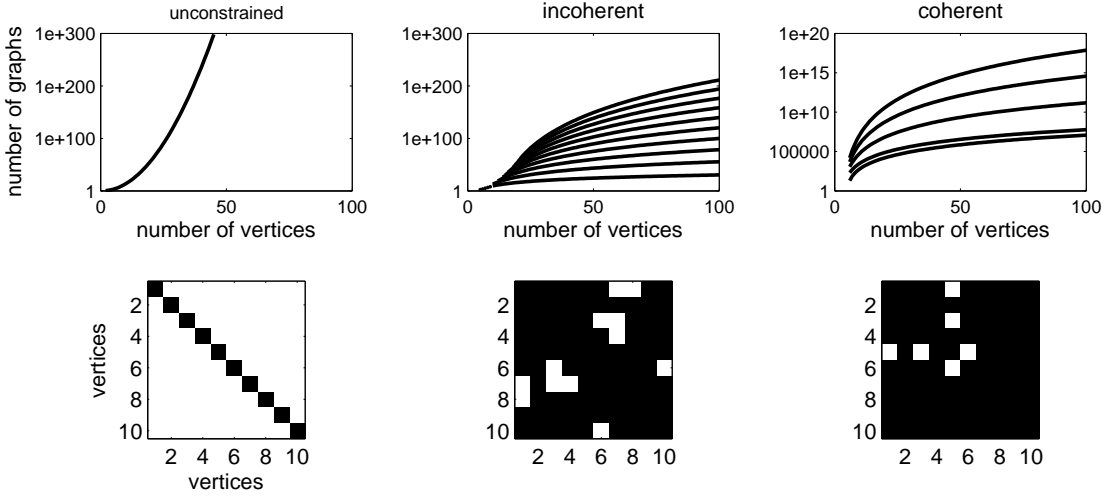 unconstrained
incoherent
coherent
number of graphs
1e+300
1e+200
1e+100
1
0
50
100
number of vertices
1e+300
1e+200
1e+100
1
0
50
100
number of vertices
1e+20
1e+15
1e+10
100000
1
0
50
100
number of vertices
vertices
2
4
6
8
10
2 4 6 8 10
vertices
2
4
6
8
10
2 4 6 8 10
2
4
6
8
10
2 4 6 8 10